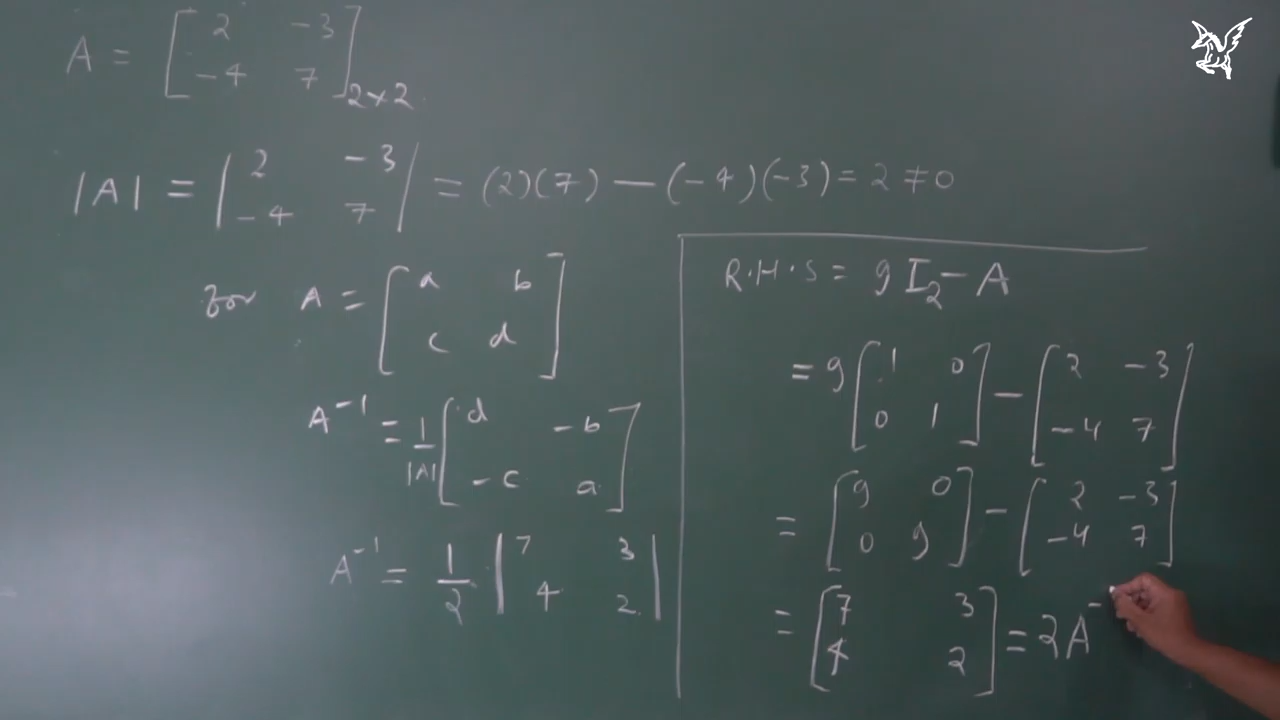 A = [ 2 -3
-4 7 ]2×2
|A| = | 2 -3
-4 7 | = (2)(7) — (-4)(-3) = 2 ≠ 0
for A = [ a b
c d ]
A⁻¹ = 1/|A| [ d -b
-c a ]
A⁻¹ = 1/2 | 7 3
4 2 |
R.H.S = 9 I₂ - A
= 9 [ 1 0
0 1 ] - [ 2 -3
-4 7 ]
= [ 9 0
0 9 ] - [ 2 -3
-4 7 ]
= [ 7 3
4 2 ] = 2A⁻